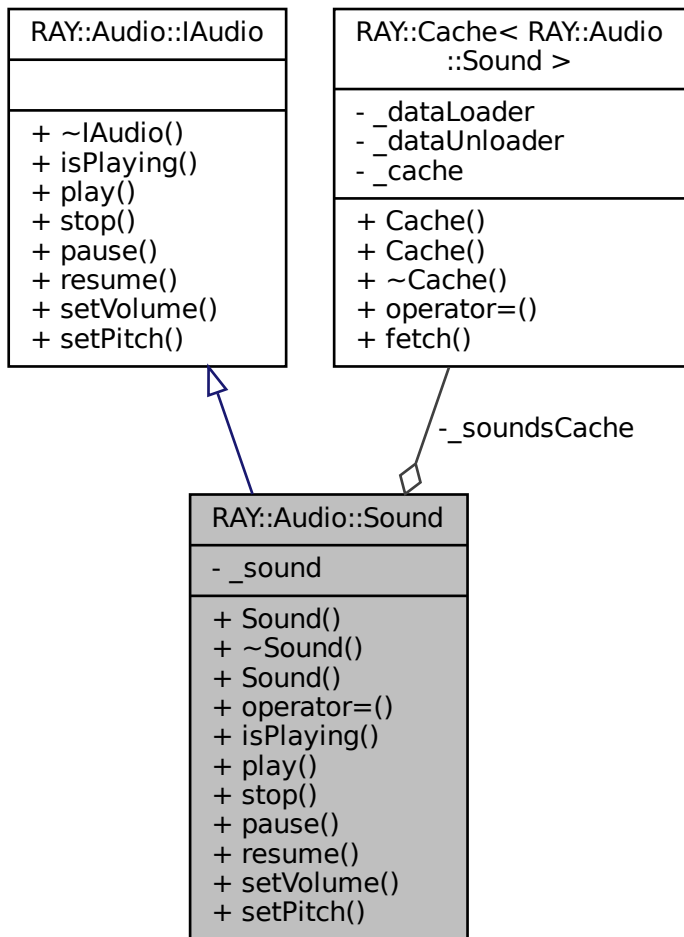 RAY::Audio::IAudio
+ ~IAudio()
+ isPlaying()
+ play()
+ stop()
+ pause()
+ resume()
+ setVolume()
+ setPitch()
RAY::Cache< RAY::Audio
::Sound >
- _dataLoader
- _dataUnloader
- _cache
+ Cache()
+ Cache()
+ ~Cache()
+ operator=()
+ fetch()
-_soundsCache
RAY::Audio::Sound
- _sound
+ Sound()
+ ~Sound()
+ Sound()
+ operator=()
+ isPlaying()
+ play()
+ stop()
+ pause()
+ resume()
+ setVolume()
+ setPitch()